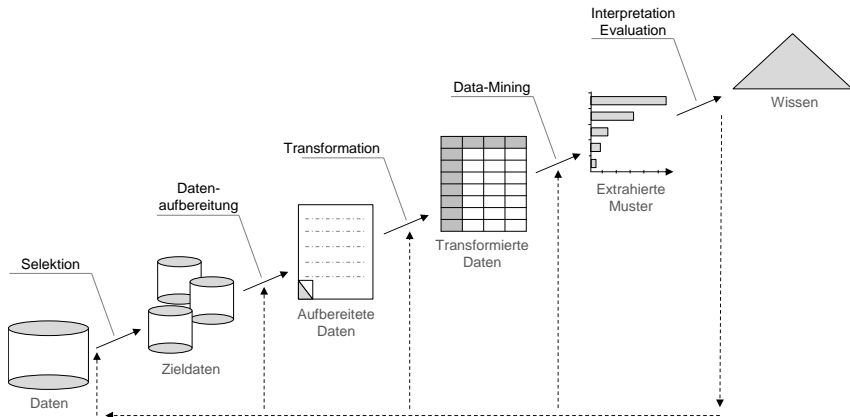 Interpretation
Evaluation
Data-Mining
Wissen
Transformation
Extrahierte
Muster
Daten-
aufbereitung
Transformierte
Daten
Selektion
Aufbereitete
Daten
Zieldaten
Daten